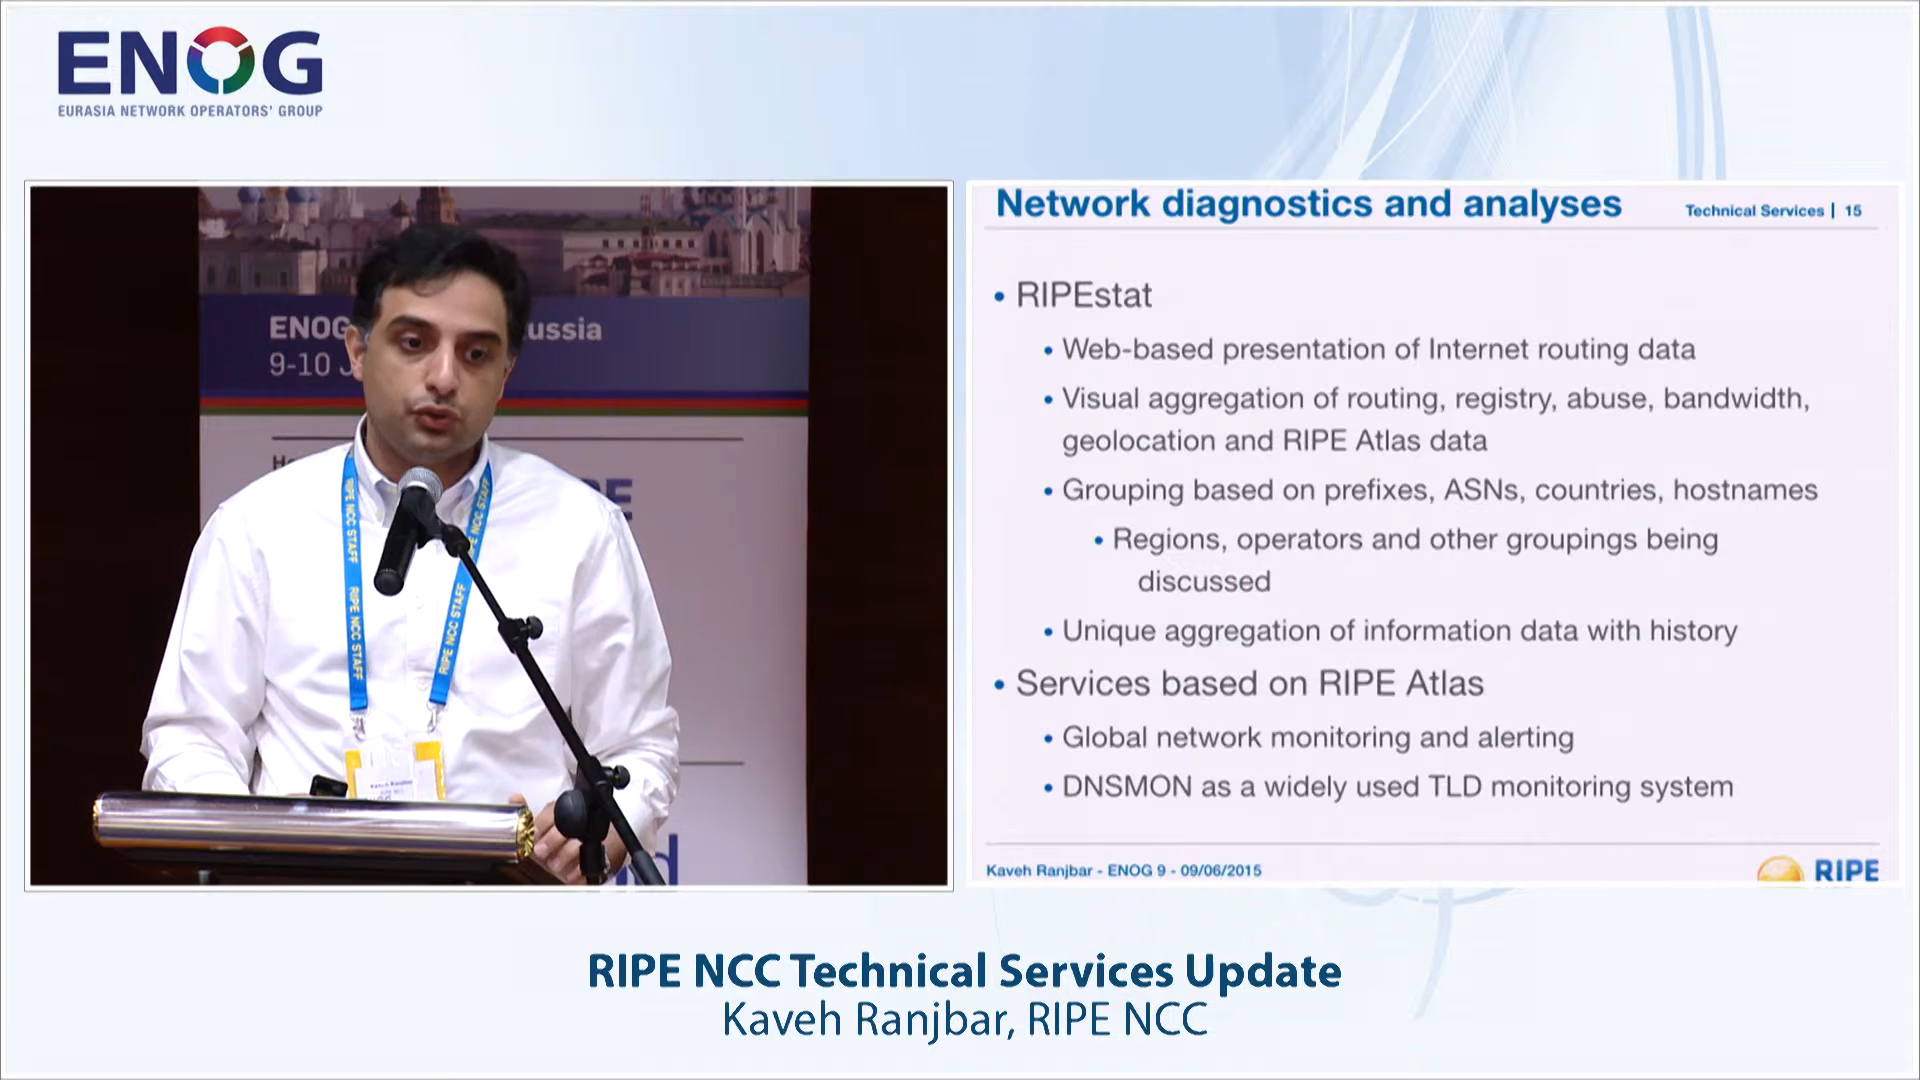 ENOG
EURASIA NETWORK OPERATORS' GROUP
ENOG
ussia
9-10 J
RIPE NCC STAFF
RIPE NCC STAFF
RIPE NCC STAFF
Kaveh Ranjbar
Network diagnostics and analyses
Technical Services | 15
• RIPEstat
• Web-based presentation of Internet routing data
• Visual aggregation of routing, registry, abuse, bandwidth,
geolocation and RIPE Atlas data
• Grouping based on prefixes, ASNs, countries, hostnames
• Regions, operators and other groupings being
discussed
• Unique aggregation of information data with history
• Services based on RIPE Atlas
• Global network monitoring and alerting
• DNSMON as a widely used TLD monitoring system
Kaveh Ranjbar - ENOG 9 - 09/06/2015
RIPE
RIPE NCC Technical Services Update
Kaveh Ranjbar, RIPE NCC